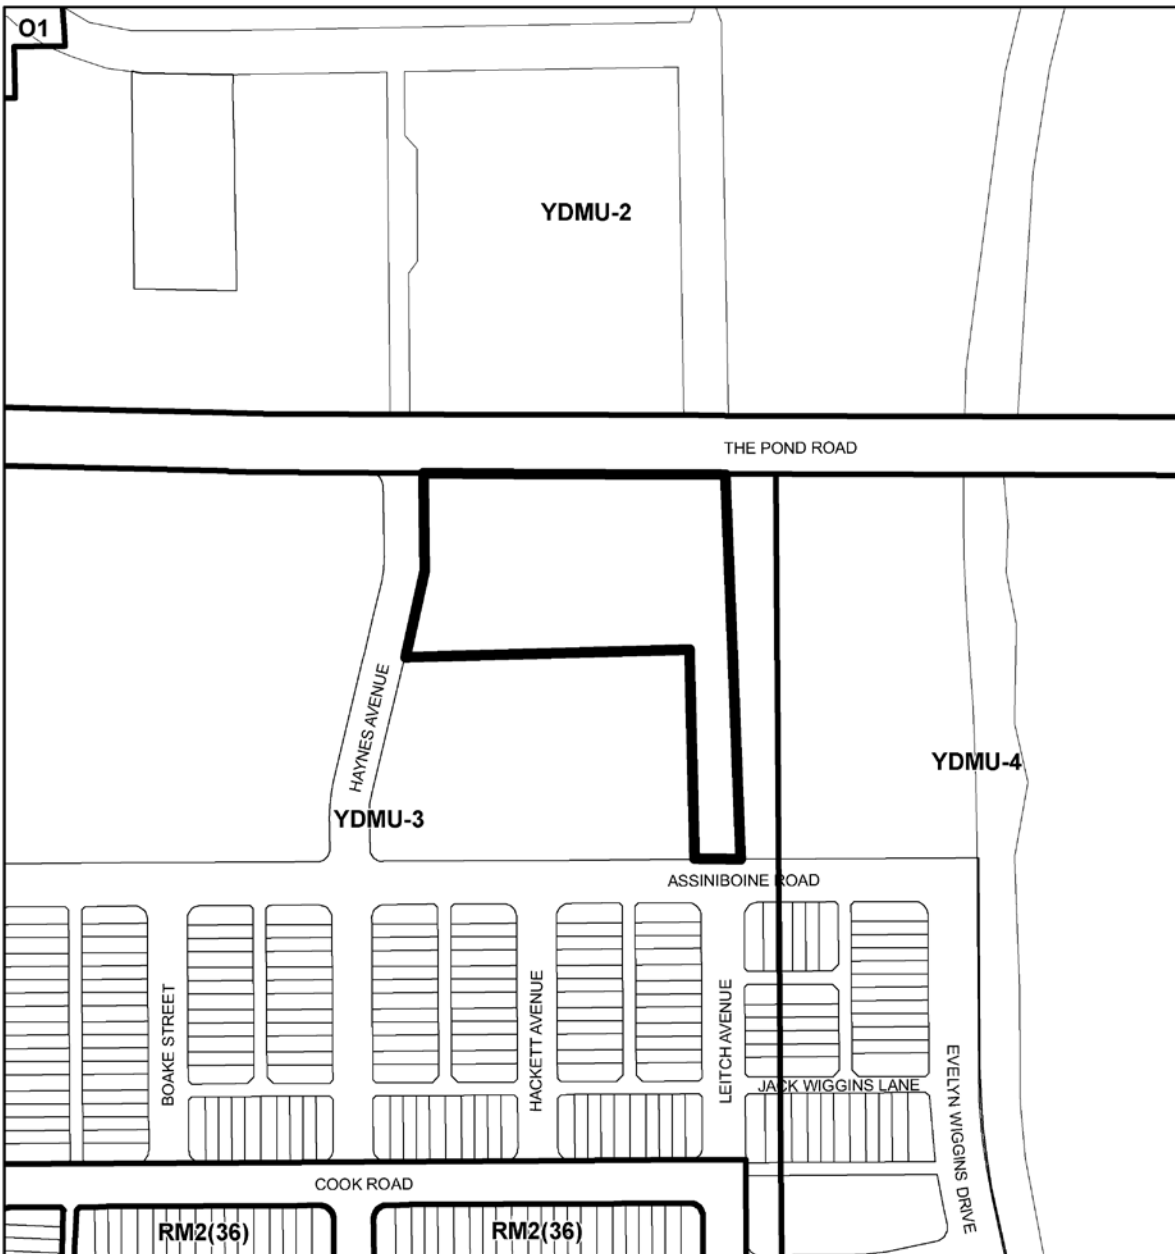 O1
YDMU-2
THE POND ROAD
HAYNES AVENUE
YDMU-4
YDMU-3
ASSINIBOINE ROAD
BOAKE STREET
HACKETT AVENUE
LEITCH AVENUE
JACK WIGGINS LANE
EVELYN WIGGINS DRIVE
COOK ROAD
RM2(36)
RM2(36)